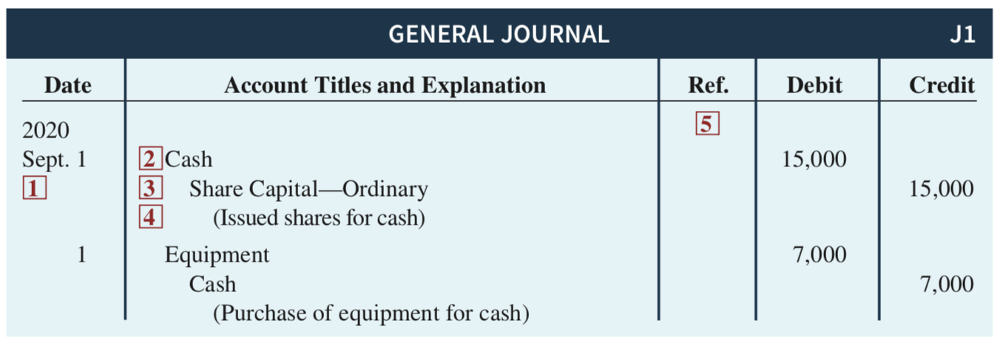 GENERAL JOURNAL J1
Date Account Titles and Explanation Ref. Debit Credit
2020 5
Sept. 1 2 Cash 15,000
1 3 Share Capital—Ordinary 15,000
4 (Issued shares for cash)
1 Equipment 7,000
Cash 7,000
(Purchase of equipment for cash)